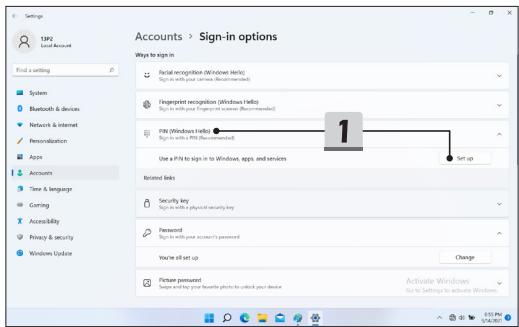 Settings
13P2
Local Account
Find a setting
System
Bluetooth & devices
Network & internet
Personalization
Apps
Accounts
Time & language
Gaming
Accessibility
Privacy & security
Windows Update
Accounts > Sign-in options
Ways to sign in
Facial recognition (Windows Hello)
Sign in with your camera (Recommended)
Fingerprint recognition (Windows Hello)
Sign in with your fingerprint scanner (Recommended)
PIN (Windows Hello)
Sign in with a PIN (Recommended)
1
Use a PIN to sign in to Windows, apps, and services
Set up
Related links
Security key
Sign in with a physical security key
Password
Sign in with your account's password
You're all set up
Change
Picture password
Swipe and tap your favorite photo to unlock your device
Activate Windows
Go to Settings to activate Windows.
6:55 PM
5/14/2021